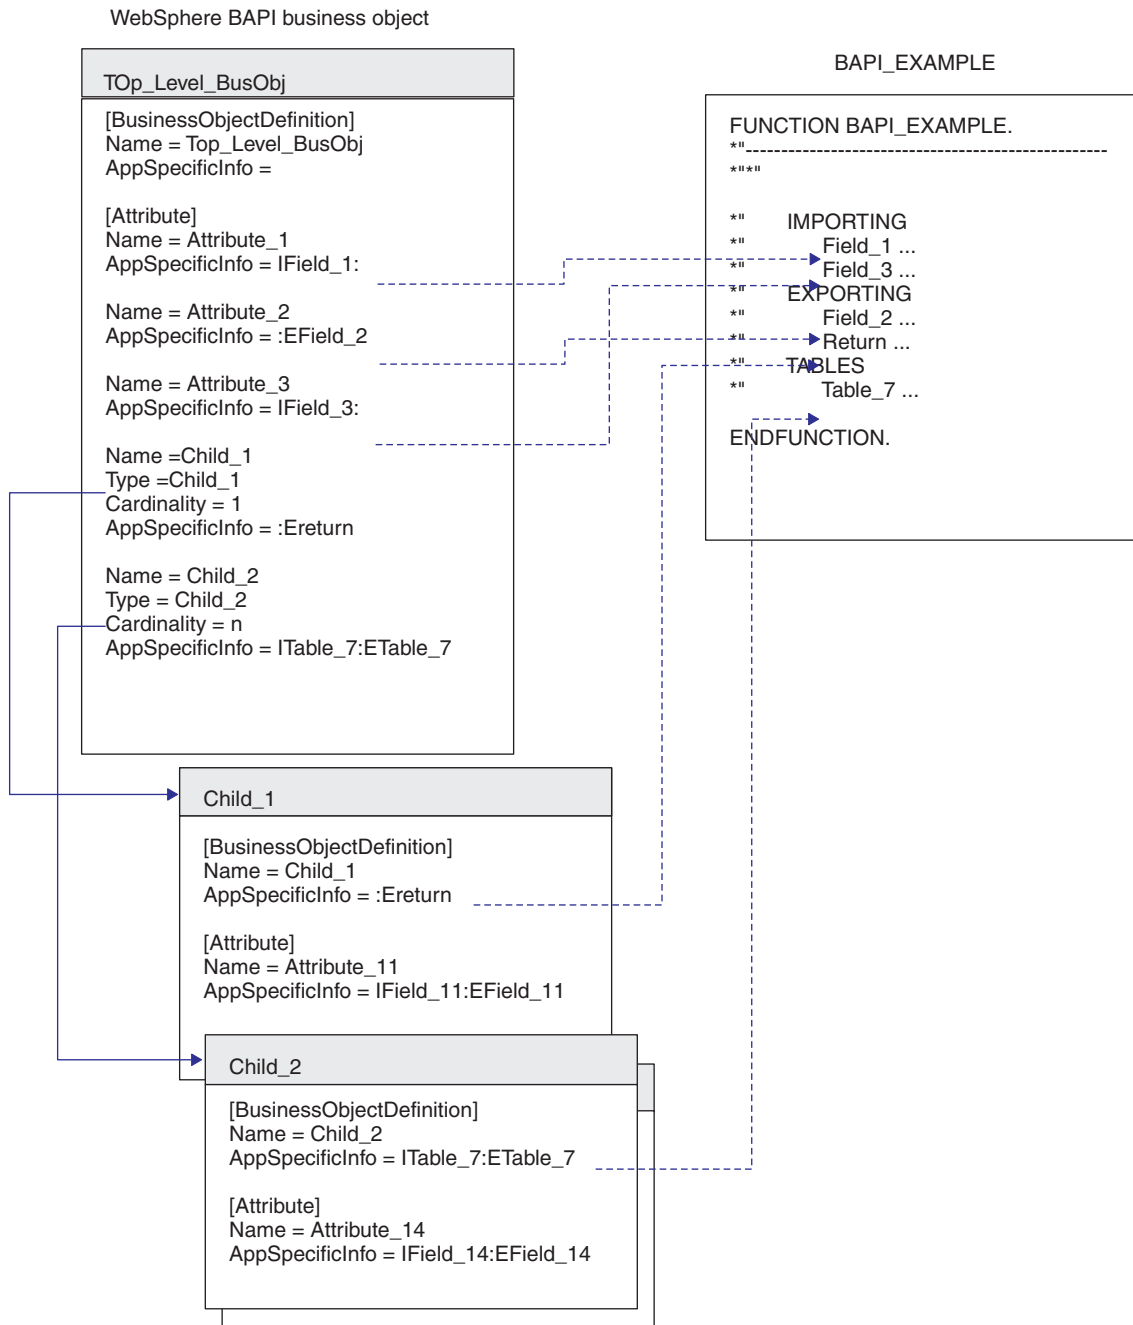 WebSphere BAPI business object
TOp_Level_BusObj
[BusinessObjectDefinition]
Name = Top_Level_BusObj
AppSpecificInfo =
[Attribute]
Name = Attribute_1
AppSpecificInfo = IField_1:
Name = Attribute_2
AppSpecificInfo = :EField_2
Name = Attribute_3
AppSpecificInfo = IField_3:
Name =Child_1
Type =Child_1
Cardinality = 1
AppSpecificInfo = :Ereturn
Name = Child_2
Type = Child_2
Cardinality = n
AppSpecificInfo = ITable_7:ETable_7
BAPI_EXAMPLE
FUNCTION BAPI_EXAMPLE.
*"---------------------------------------------------
*"*"
*" IMPORTING
*" Field_1 ...
*" Field_3 ...
*" EXPORTING
*" Field_2 ...
*" Return ...
*" TABLES
*" Table_7 ...
ENDFUNCTION.
Child_1
[BusinessObjectDefinition]
Name = Child_1
AppSpecificInfo = :Ereturn
[Attribute]
Name = Attribute_11
AppSpecificInfo = IField_11:EField_11
Child_2
[BusinessObjectDefinition]
Name = Child_2
AppSpecificInfo = ITable_7:ETable_7
[Attribute]
Name = Attribute_14
AppSpecificInfo = IField_14:EField_14